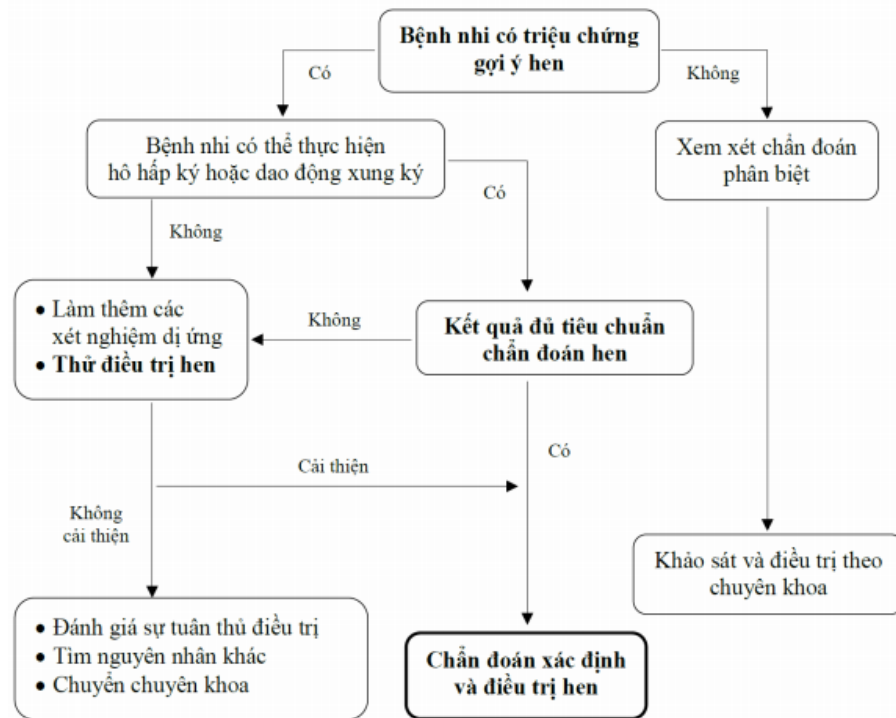 Bệnh nhi có triệu chứng
gợi ý hen
Có
Không
Bệnh nhi có thể thực hiện
hô hấp ký hoặc dao động xung ký
Xem xét chẩn đoán
phân biệt
Có
Không
• Làm thêm các
xét nghiệm dị ứng
• Thử điều trị hen
Không
Kết quả đủ tiêu chuẩn
chẩn đoán hen
Có
Cải thiện
Không
cải thiện
Khảo sát và điều trị theo
chuyên khoa
• Đánh giá sự tuân thủ điều trị
• Tìm nguyên nhân khác
• Chuyển chuyên khoa
Chẩn đoán xác định
và điều trị hen